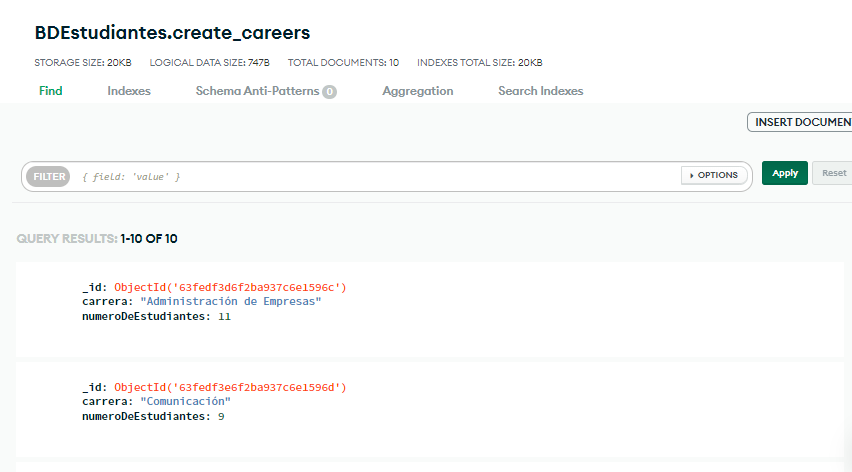 BDEstudiantes.create_careers
STORAGE SIZE: 20KB LOGICAL DATA SIZE: 747B TOTAL DOCUMENTS: 10 INDEXES TOTAL SIZE: 20KB
Find Indexes Schema Anti-Patterns 0 Aggregation Search Indexes
INSERT DOCUMEN
FILTER { field: 'value' } OPTIONS Apply Reset
QUERY RESULTS: 1-10 OF 10
_id: ObjectId('63fedf3d6f2ba937c6e1596c')
carrera: "Administración de Empresas"
numeroDeEstudiantes: 11
_id: ObjectId('63fedf3e6f2ba937c6e1596d')
carrera: "Comunicación"
numeroDeEstudiantes: 9